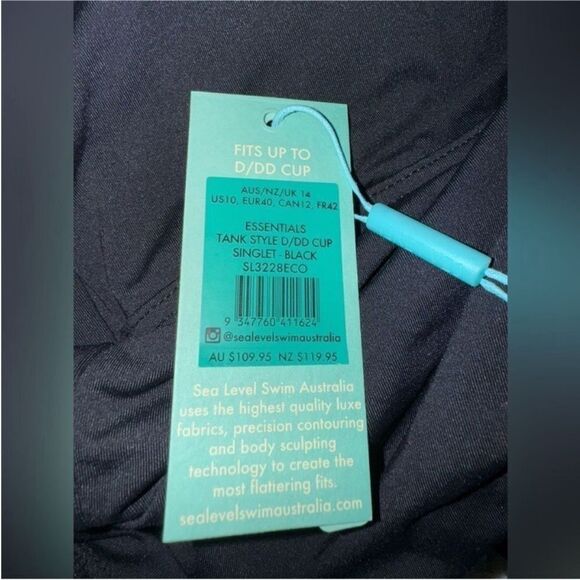 FITS UP TO
D/DD CUP
AUS/NZ/UK 14
US10, EUR40, CAN12, FR42
ESSENTIALS
TANK STYLE D/DD CUP
SINGLET - BLACK
SL3228ECO
9 347760 411624
@sealevelswimaustralia
AU $109.95 NZ $119.95
Sea Level Swim Australia
uses the highest quality luxe
fabrics, precision contouring
and body sculpting
technology to create the
most flattering fits.
sealevelswimaustralia.com